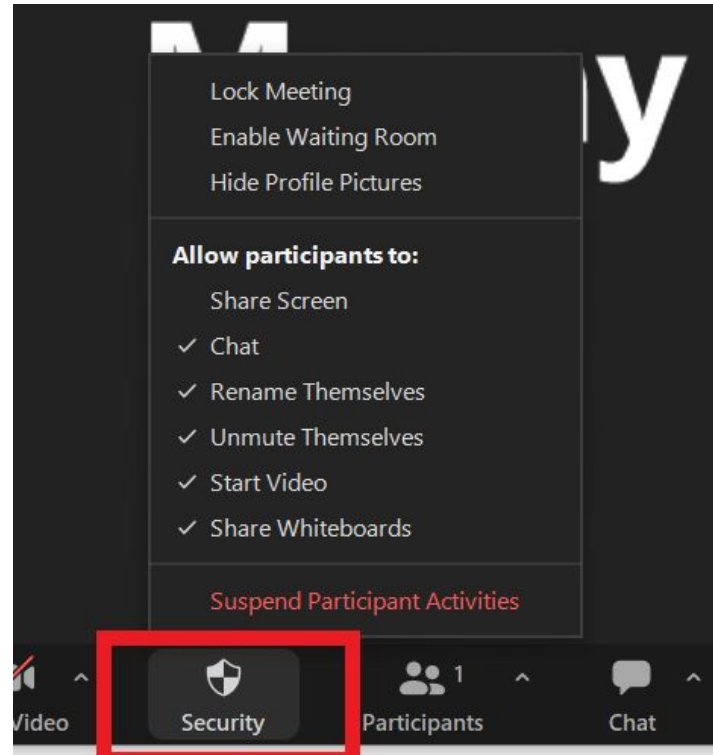 Lock Meeting
Enable Waiting Room
Hide Profile Pictures
Allow participants to:
Share Screen
Chat
Rename Themselves
Unmute Themselves
Start Video
Share Whiteboards
Suspend Participant Activities
1
Video
Security
Participants
Chat